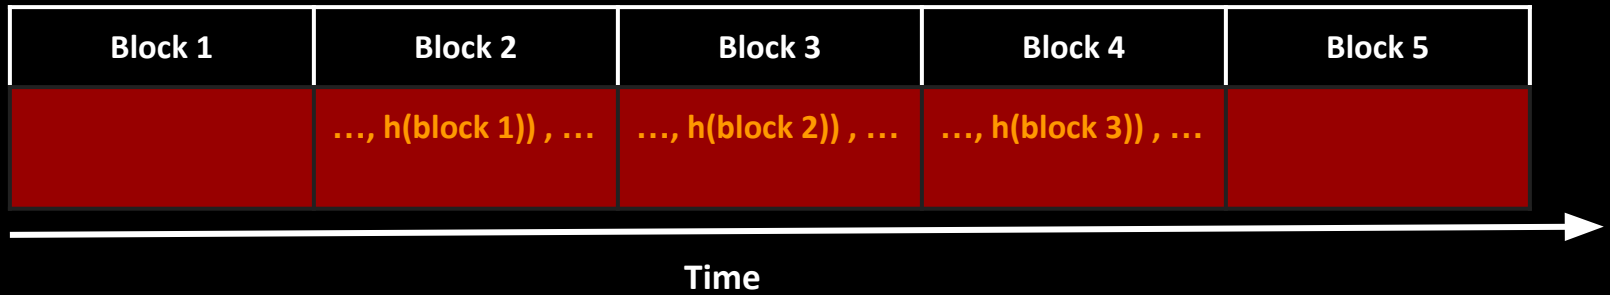 Block 1 Block 2 Block 3 Block 4 Block 5
..., h(block 1)) , ... ..., h(block 2)) , ... ..., h(block 3)) , ...
Time